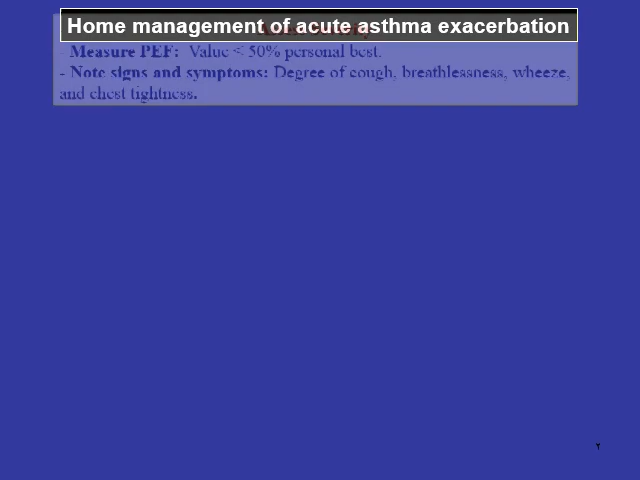 Home management of acute asthma exacerbation
- Measure PEF: Value < 50% personal best.
- Note signs and symptoms: Degree of cough, breathlessness, wheeze,
and chest tightness.
٢